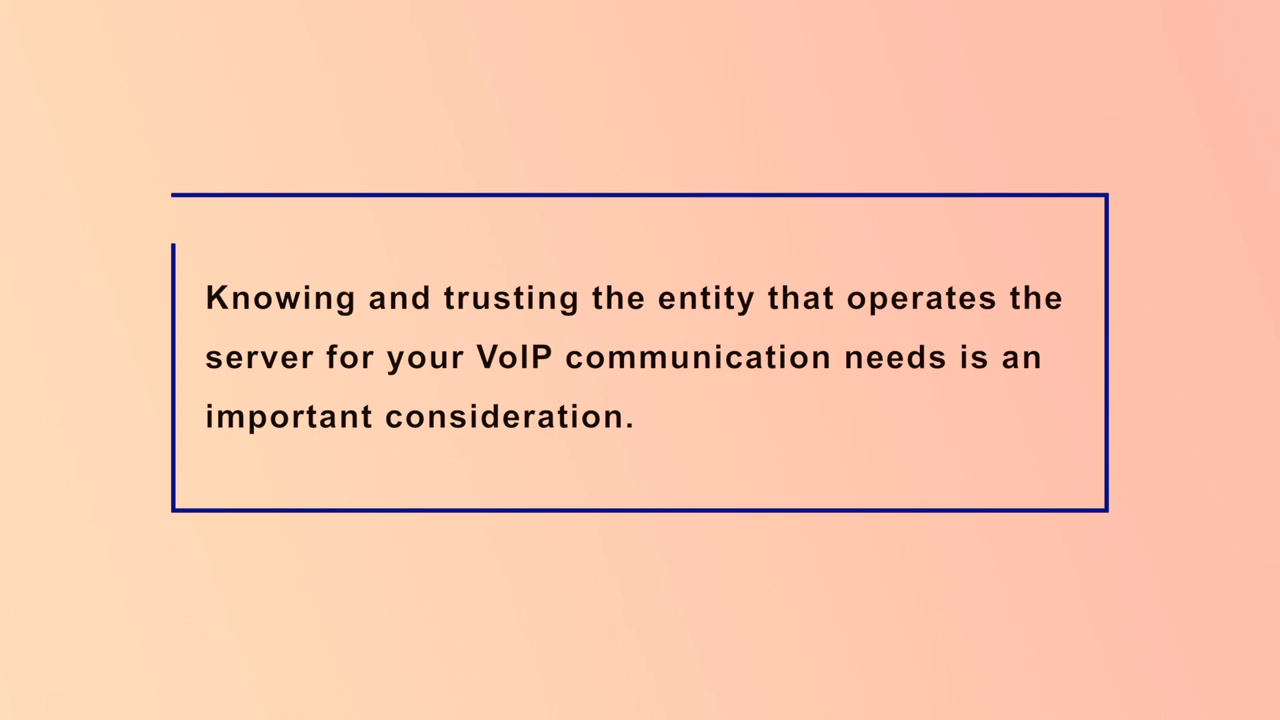 Knowing and trusting the entity that operates the
server for your VoIP communication needs is an
important consideration.